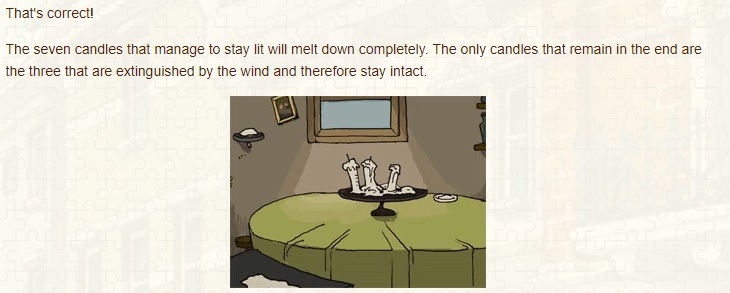 That's correct!
The seven candles that manage to stay lit will melt down completely. The only candles that remain in the end are
the three that are extinguished by the wind and therefore stay intact.